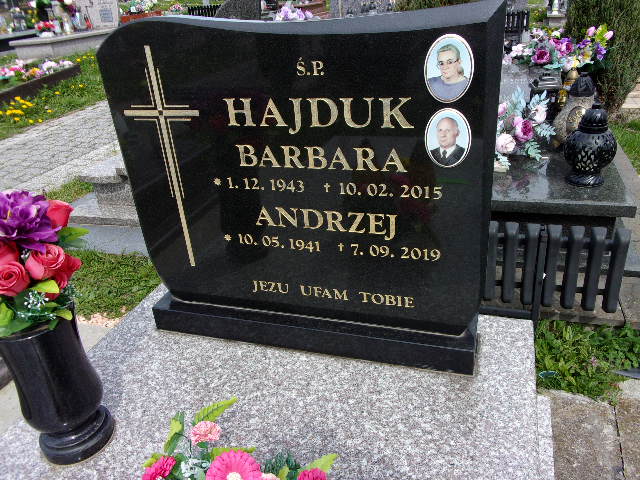 Ś.P.
HAJDUK
BARBARA
* 1.12.1943 † 10.02.2015
ANDRZEJ
* 10.05.1941 † 7.09.2019
JEZU UFAM TOBIE